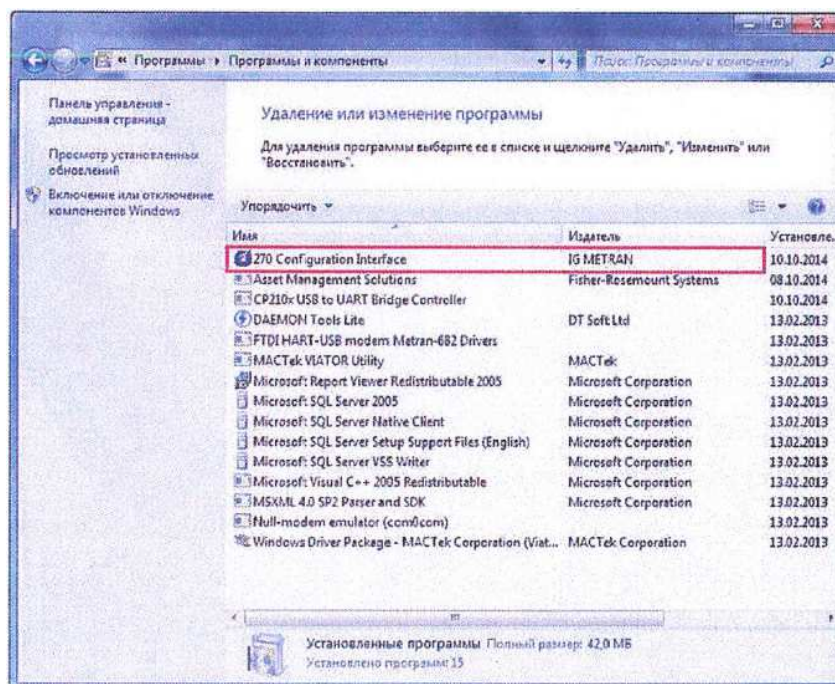 « Программы ▸ Программы и компоненты
Поиск: Программы и компоненты
Панель управления - домашняя страница
Просмотр установленных обновлений
Включение или отключение компонентов Windows
Удаление или изменение программы
Для удаления программы выберите ее в списке и щелкните "Удалить", "Изменить" или
"Восстановить".
Упорядочить
Имя Издатель Установле...
270 Configuration Interface IG METRAN 10.10.2014
Asset Management Solutions Fisher-Rosemount Systems 08.10.2014
CP210x USB to UART Bridge Controller 10.10.2014
DAEMON Tools Lite DT Soft Ltd 13.02.2013
FTDI HART-USB modem Metran-682 Drivers 13.02.2013
MACTek VIATOR Utility MACTek 13.02.2013
Microsoft Report Viewer Redistributable 2005 Microsoft Corporation 13.02.2013
Microsoft SQL Server 2005 Microsoft Corporation 13.02.2013
Microsoft SQL Server Native Client Microsoft Corporation 13.02.2013
Microsoft SQL Server Setup Support Files (English) Microsoft Corporation 13.02.2013
Microsoft SQL Server VSS Writer Microsoft Corporation 13.02.2013
Microsoft Visual C++ 2005 Redistributable Microsoft Corporation 13.02.2013
MSXML 4.0 SP2 Parser and SDK Microsoft Corporation 13.02.2013
Null-modem emulator (com0com) 13.02.2013
Windows Driver Package - MACTek Corporation (Viat... MACTek Corporation 13.02.2013
Установленные программы Полный размер: 42,0 МБ
Установлено программ: 15